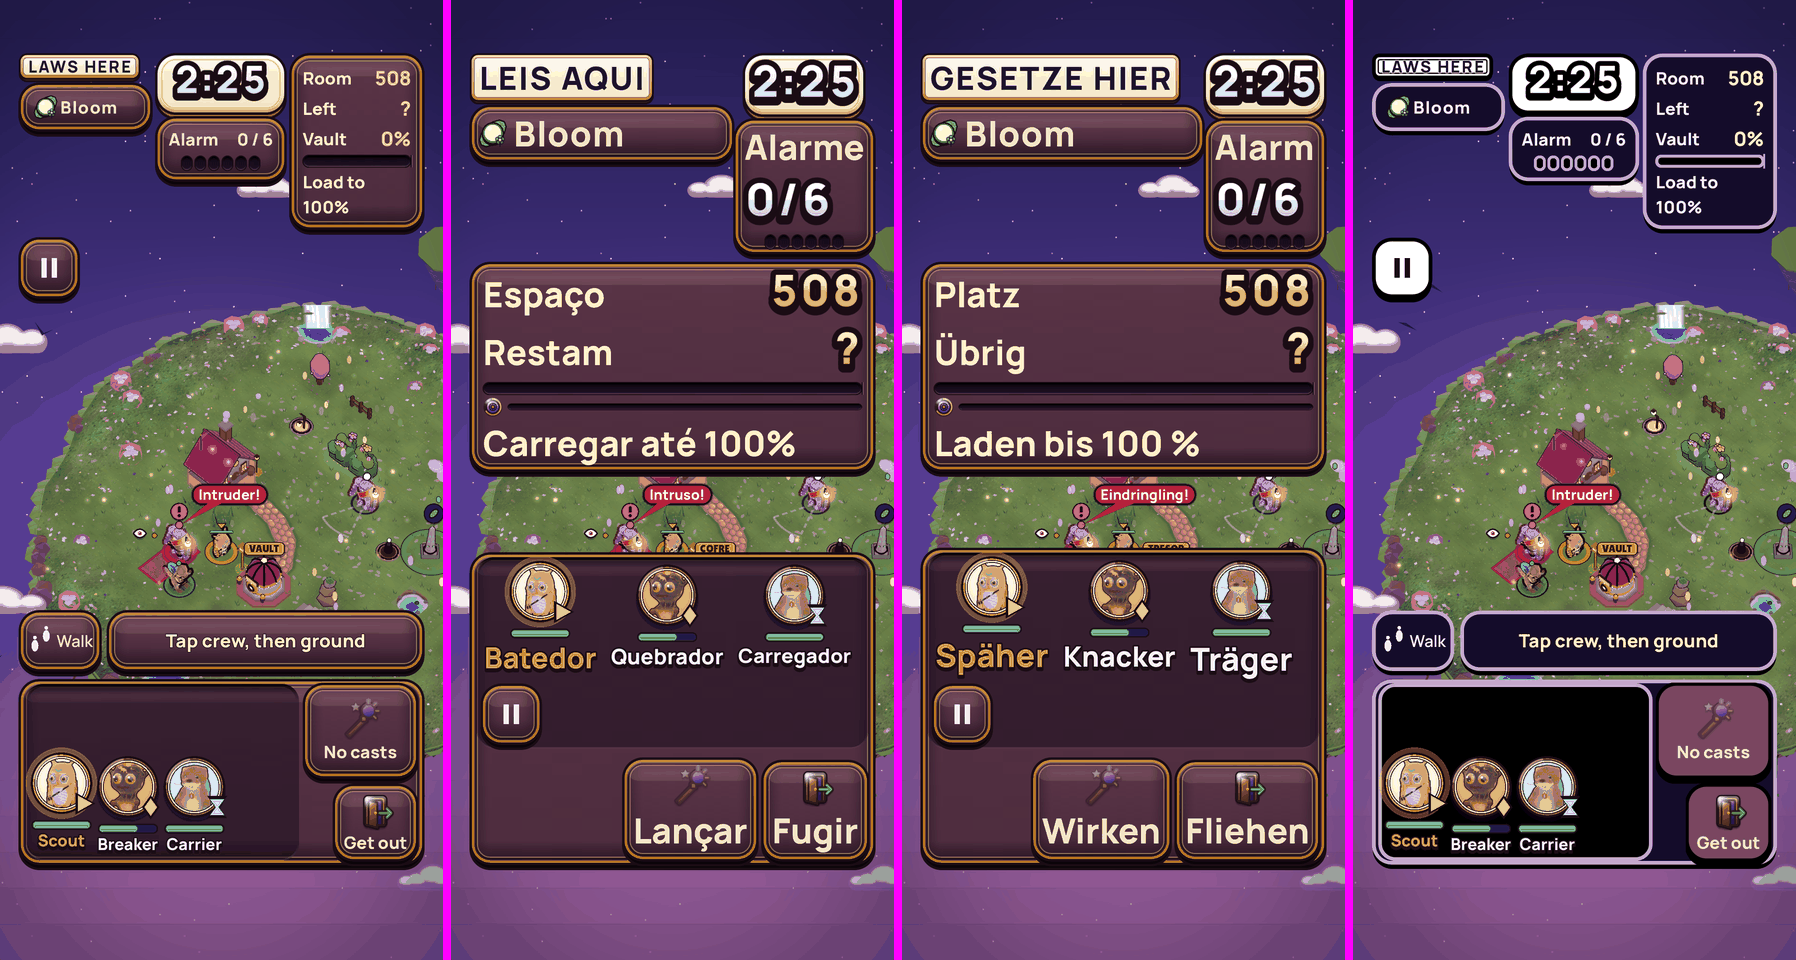 LAWS HERE
Bloom
2:25
Alarm 0 / 6
Room 508
Left ?
Vault 0%
Load to
100%
Intruder!
VAULT
Walk
Tap crew, then ground
No casts
Scout
Breaker
Carrier
Get out
LEIS AQUI
Bloom
2:25
Alarme
0/6
Espaço 508
Restam ?
Carregar até 100%
Intruso!
COFRE
Batedor
Quebrador
Carregador
Lançar
Fugir
GESETZE HIER
Bloom
2:25
Alarm
0/6
Platz 508
Übrig ?
Laden bis 100 %
Eindringling!
TRESOR
Späher
Knacker
Träger
Wirken
Fliehen
LAWS HERE
Bloom
2:25
Alarm 0 / 6
Room 508
Left ?
Vault 0%
Load to
100%
Intruder!
VAULT
Walk
Tap crew, then ground
No casts
Scout
Breaker
Carrier
Get out